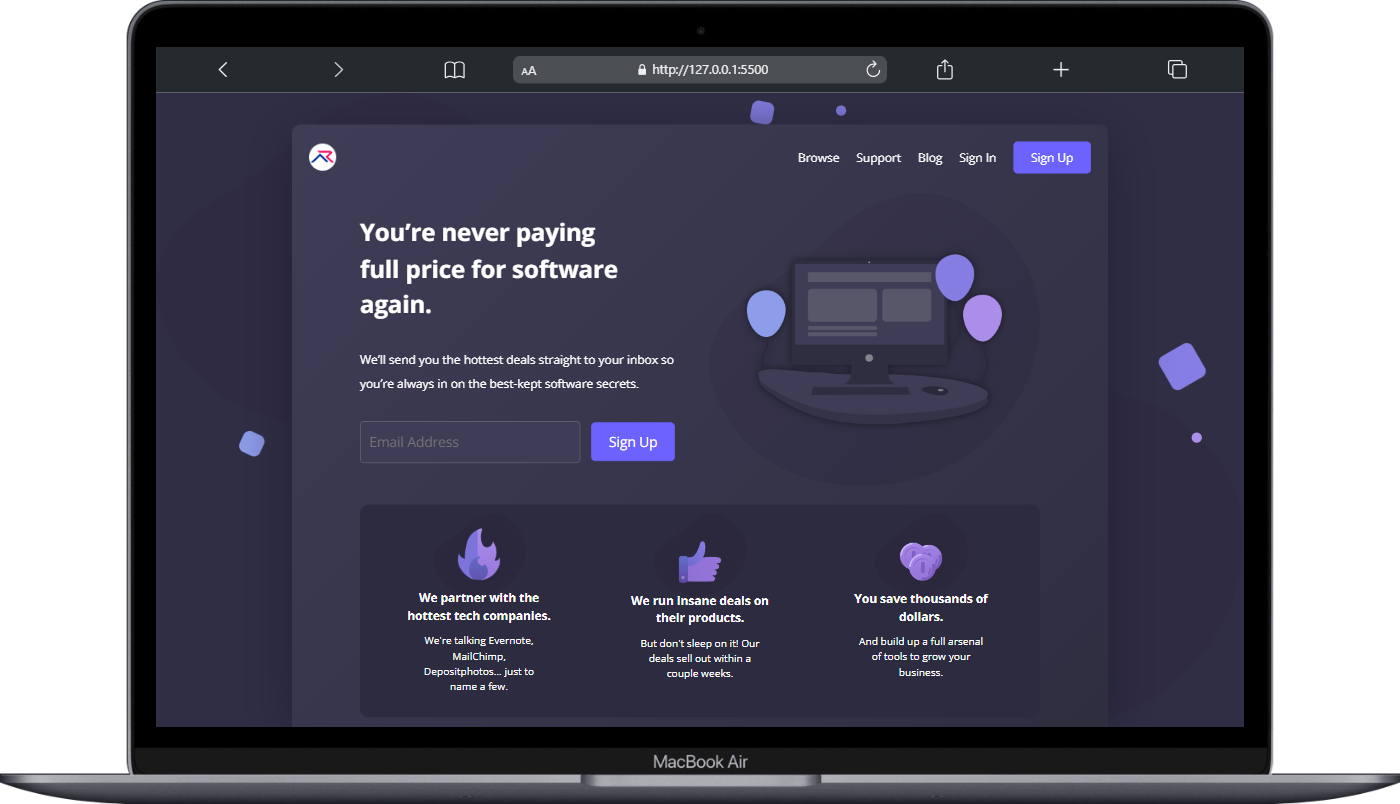 AA http://127.0.0.1:5500
Browse Support Blog Sign In Sign Up
You’re never paying
full price for software
again.
We’ll send you the hottest deals straight to your inbox so
you’re always in on the best-kept software secrets.
Email Address Sign Up
We partner with the
hottest tech companies.
We're talking Evernote,
MailChimp,
Depositphotos... just to
name a few.
We run insane deals on
their products.
But don't sleep on it! Our
deals sell out within a
couple weeks.
You save thousands of
dollars.
And build up a full arsenal
of tools to grow your
business.
MacBook Air